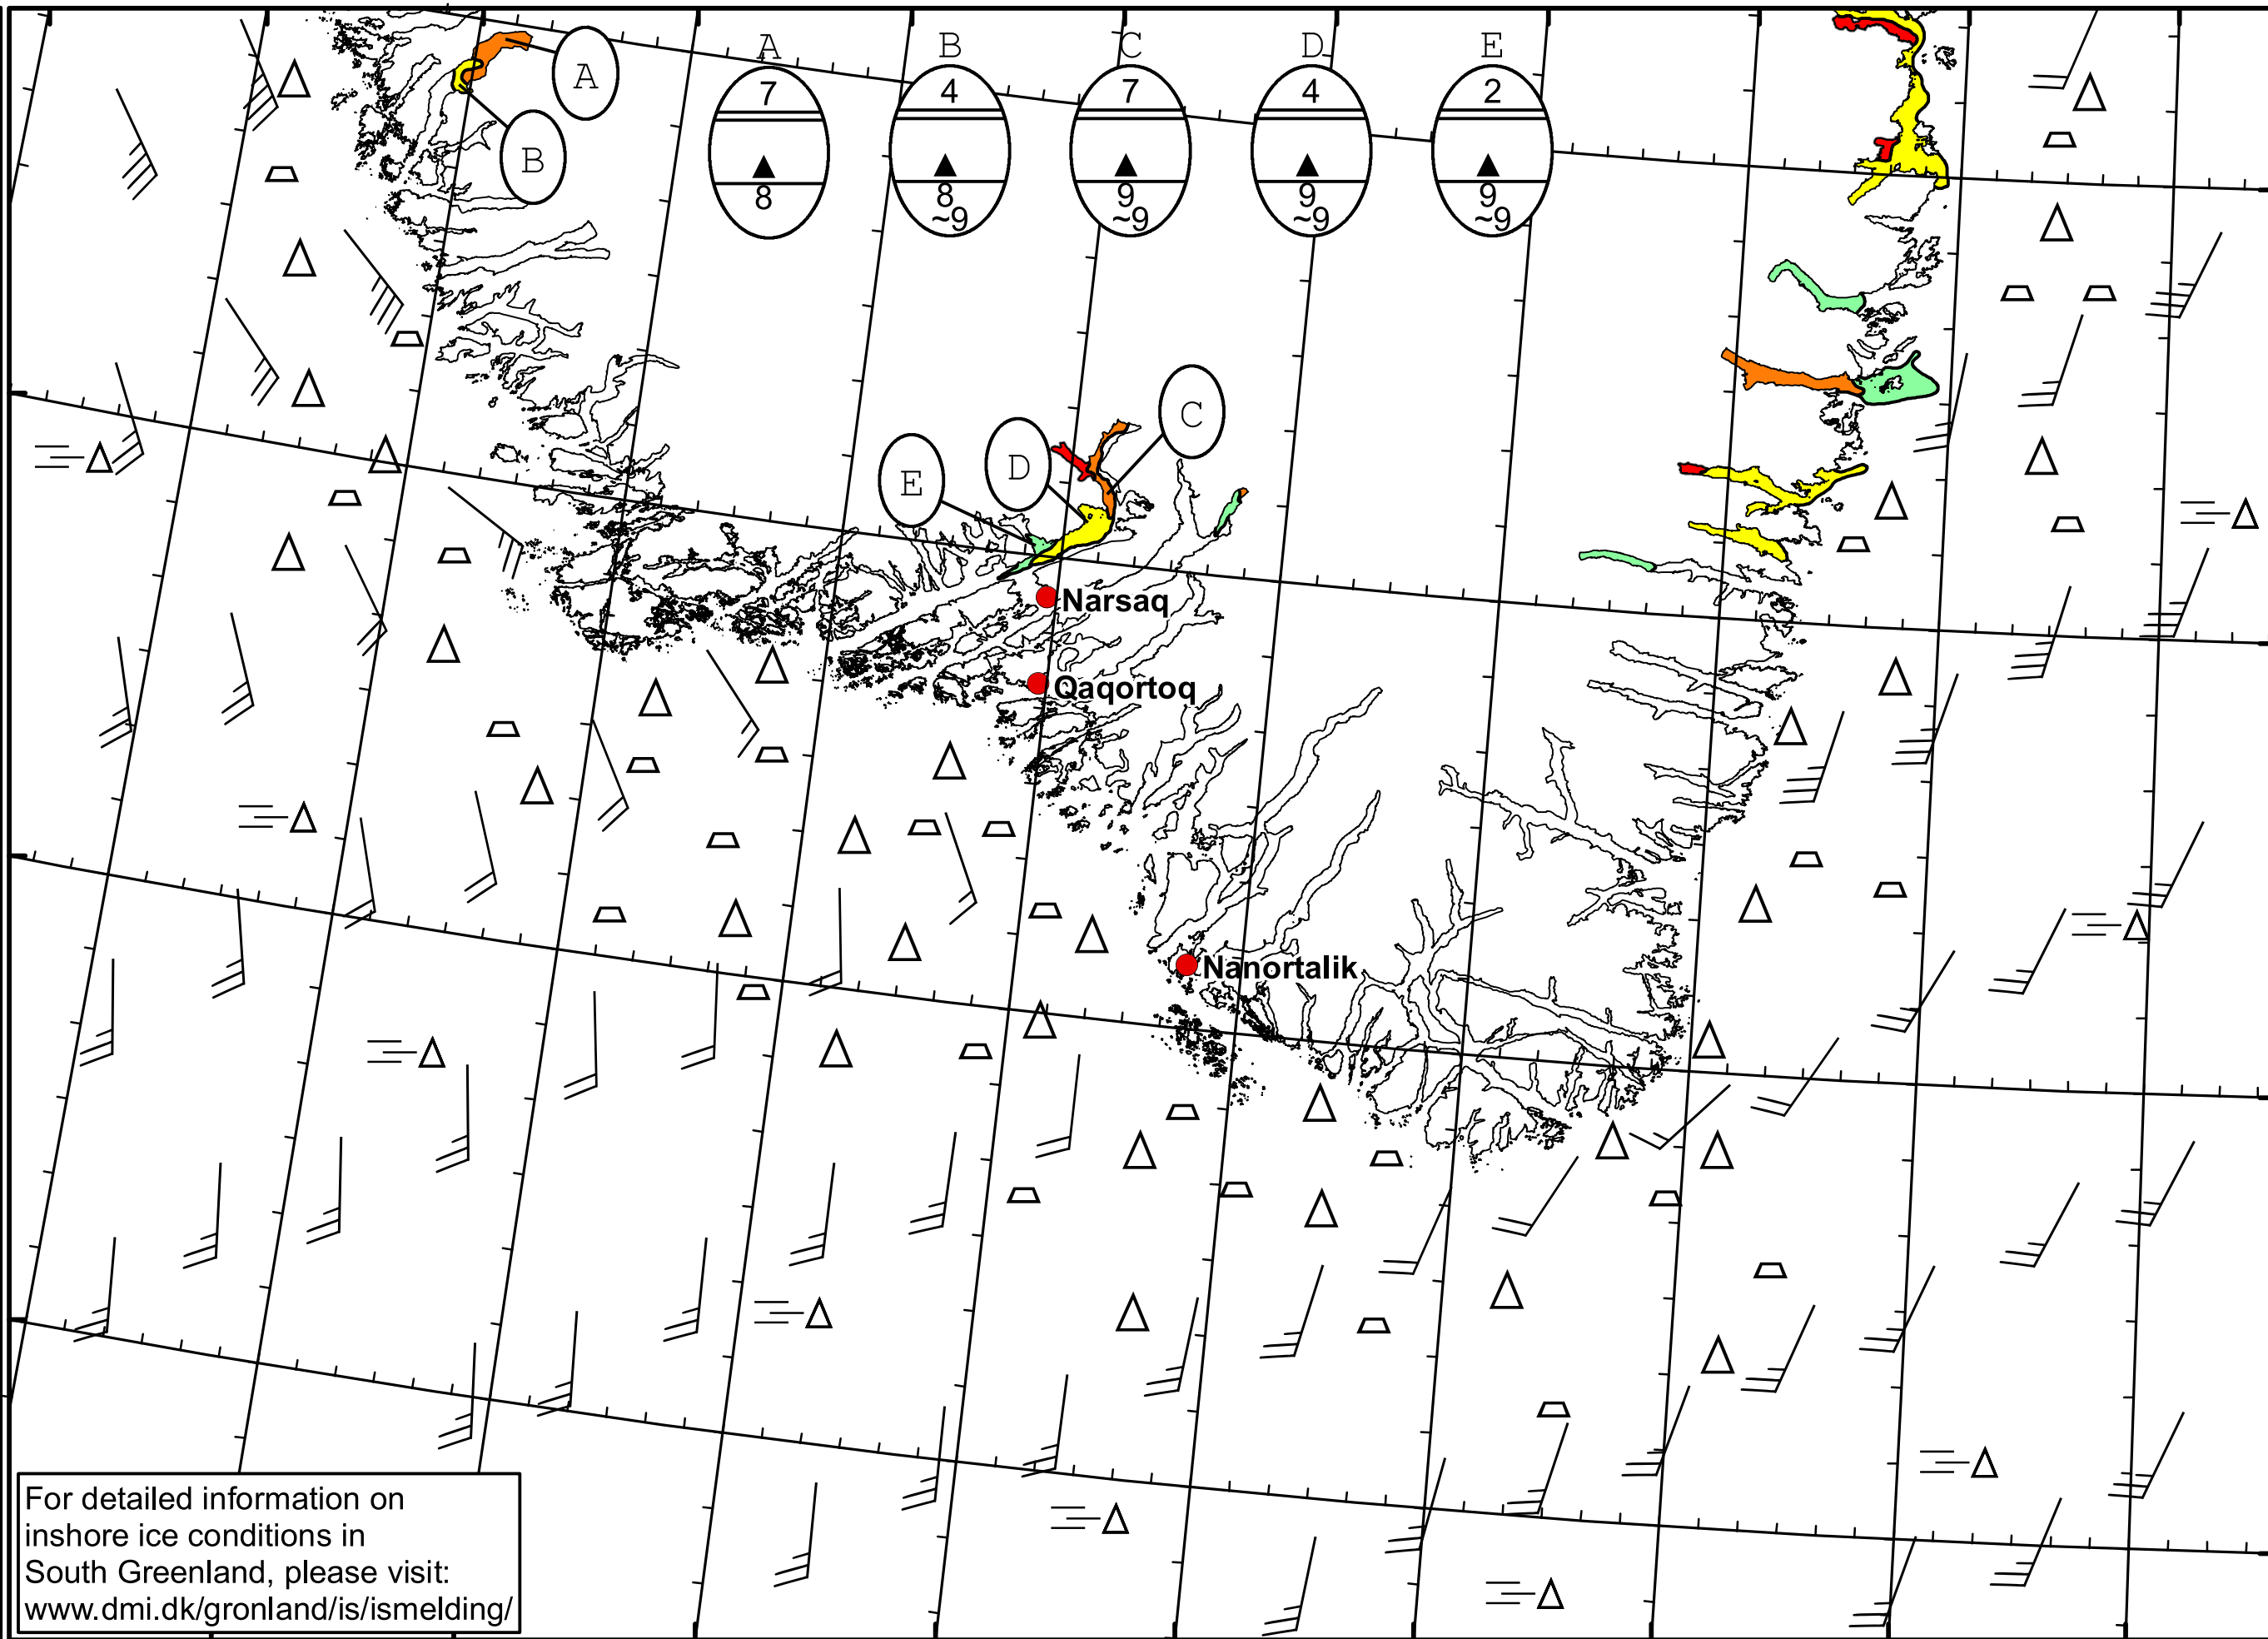 A B C D E
7 4 7 4 2
8 8 9 9 9
~9 ~9 ~9 ~9
A
B
C
D
E
Narsaq
Qaqortoq
Nanortalik
For detailed information on
inshore ice conditions in
South Greenland, please visit:
www.dmi.dk/gronland/is/ismelding/